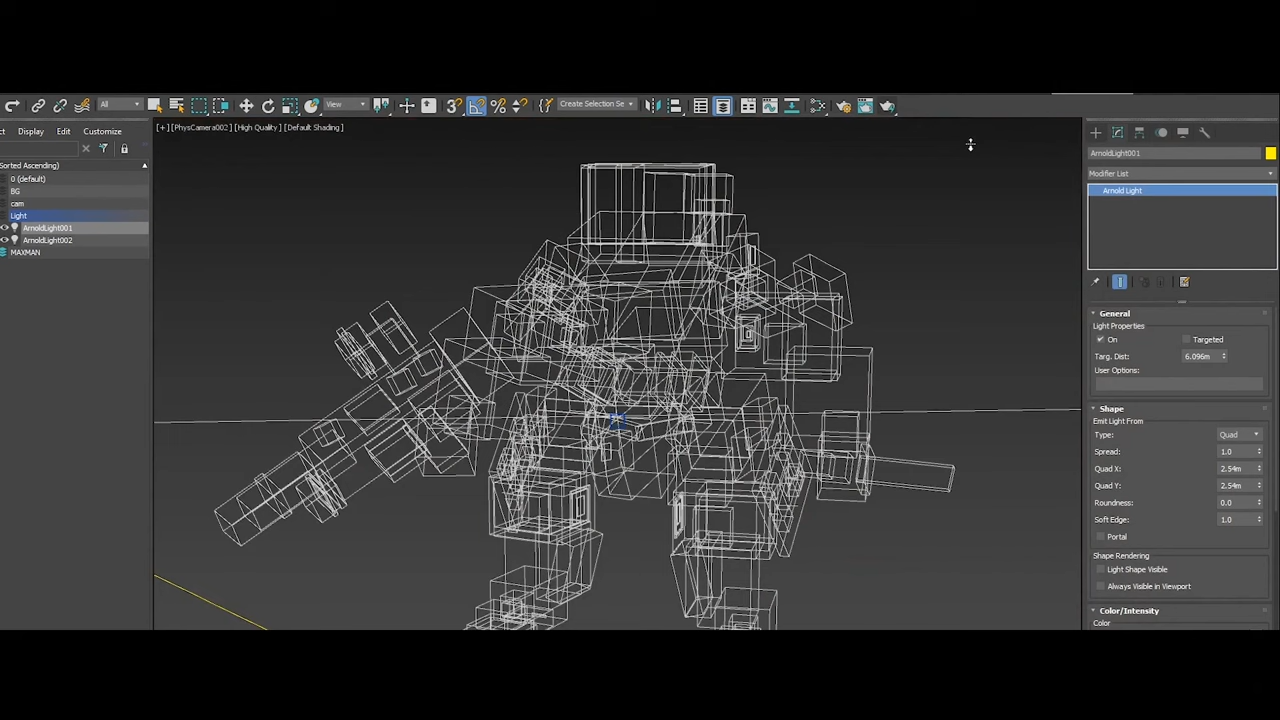 All
View
3
Create Selection Se
ct Display Edit Customize
[+] [PhysCamera002] [High Quality] [Default Shading]
ArnoldLight001
Sorted Ascending)
Modifier List
0 (default)
Arnold Light
BG
cam
Light
ArnoldLight001
ArnoldLight002
MAXMAN
General
Light Properties
On
Targeted
Targ. Dist: 6.096m
User Options:
Shape
Emit Light From
Type: Quad
Spread: 1.0
Quad X: 2.54m
Quad Y: 2.54m
Roundness: 0.0
Soft Edge: 1.0
Portal
Shape Rendering
Light Shape Visible
Always Visible in Viewport
Color/Intensity
Color